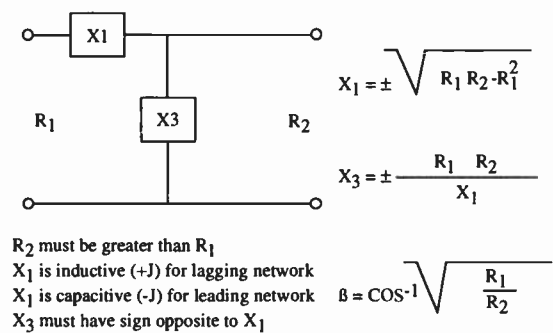 X1
X3
R₁
R₂
X₁ = ± √ R₁ R₂ -R₁²
X₃ = ± R₁ R₂ / X₁
R₂ must be greater than R₁
X₁ is inductive (+J) for lagging network
X₁ is capacitive (-J) for leading network
X₃ must have sign opposite to X₁
ß = COS⁻¹ √ R₁ / R₂